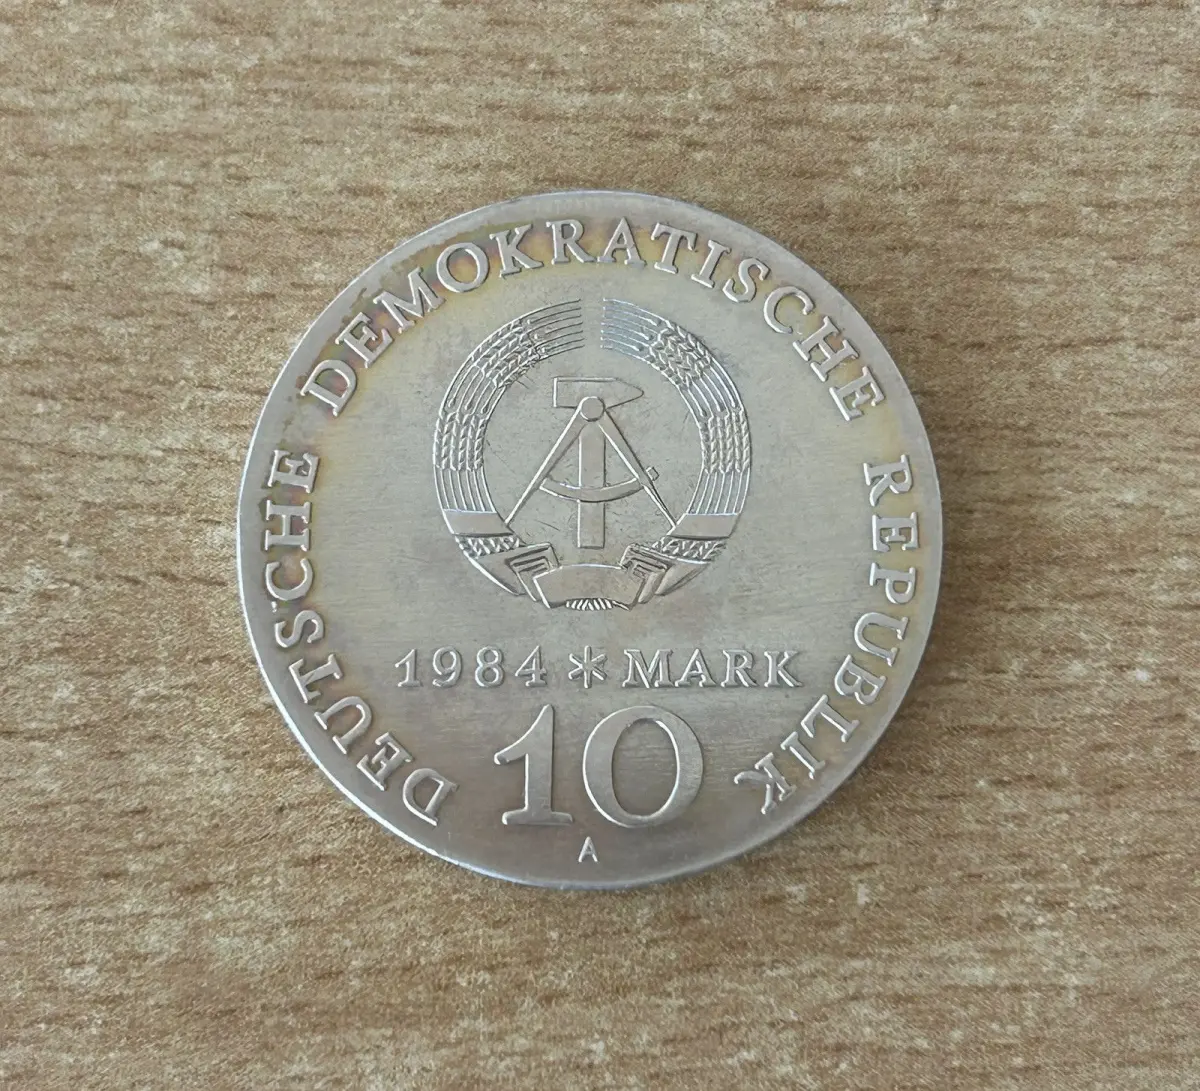 DEUTSCHE DEMOKRATISCHE REPUBLIK
1984 * MARK
10
A